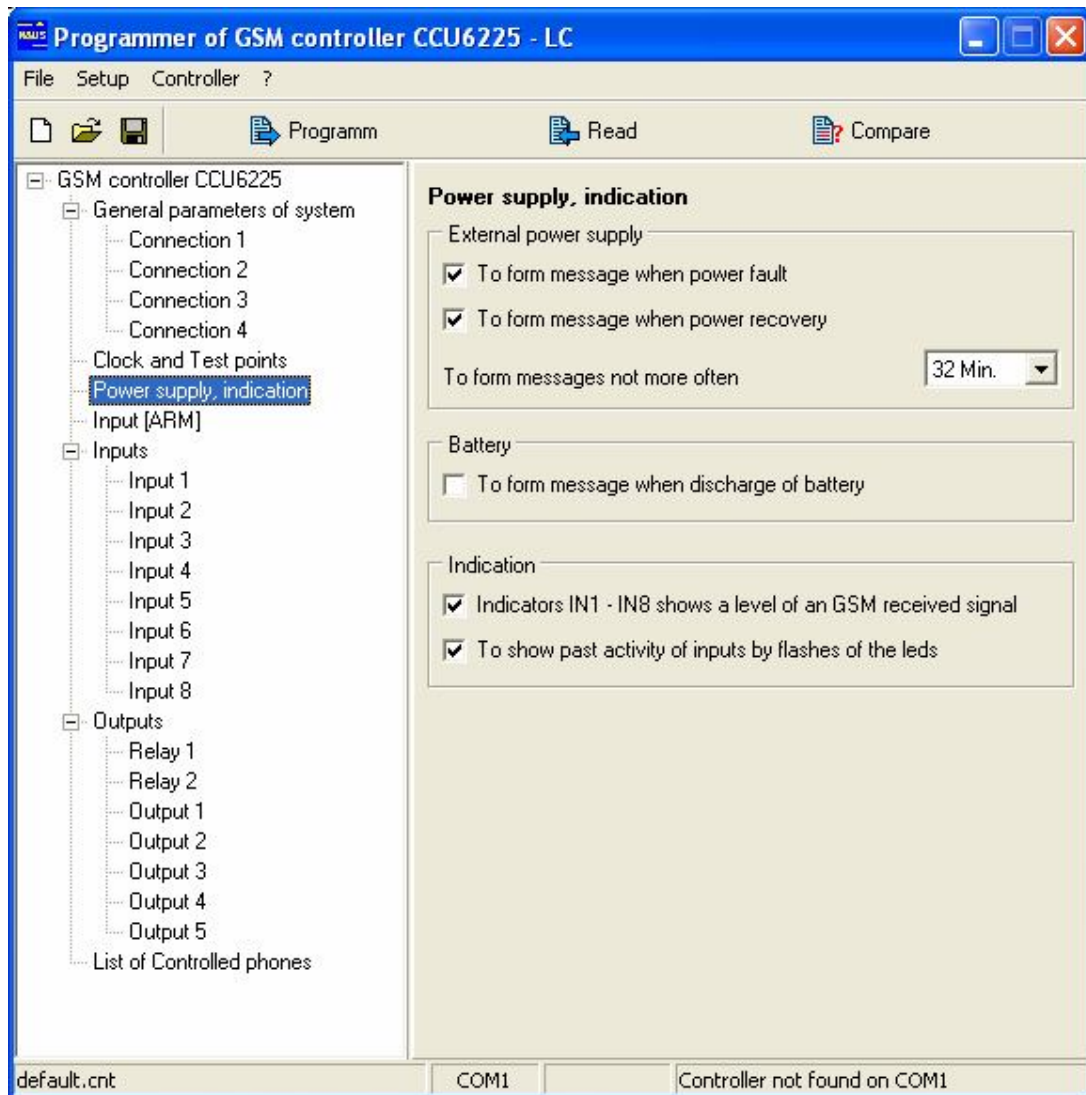 Programmer of GSM controller CCU6225 - LC
File Setup Controller ?
Programm Read Compare
GSM controller CCU6225
General parameters of system
Connection 1
Connection 2
Connection 3
Connection 4
Clock and Test points
Power supply, indication
Input [ARM]
Inputs
Input 1
Input 2
Input 3
Input 4
Input 5
Input 6
Input 7
Input 8
Outputs
Relay 1
Relay 2
Output 1
Output 2
Output 3
Output 4
Output 5
List of Controlled phones
Power supply, indication
External power supply
To form message when power fault
To form message when power recovery
To form messages not more often 32 Min.
Battery
To form message when discharge of battery
Indication
Indicators IN1 - IN8 shows a level of an GSM received signal
To show past activity of inputs by flashes of the leds
default.cnt COM1 Controller not found on COM1